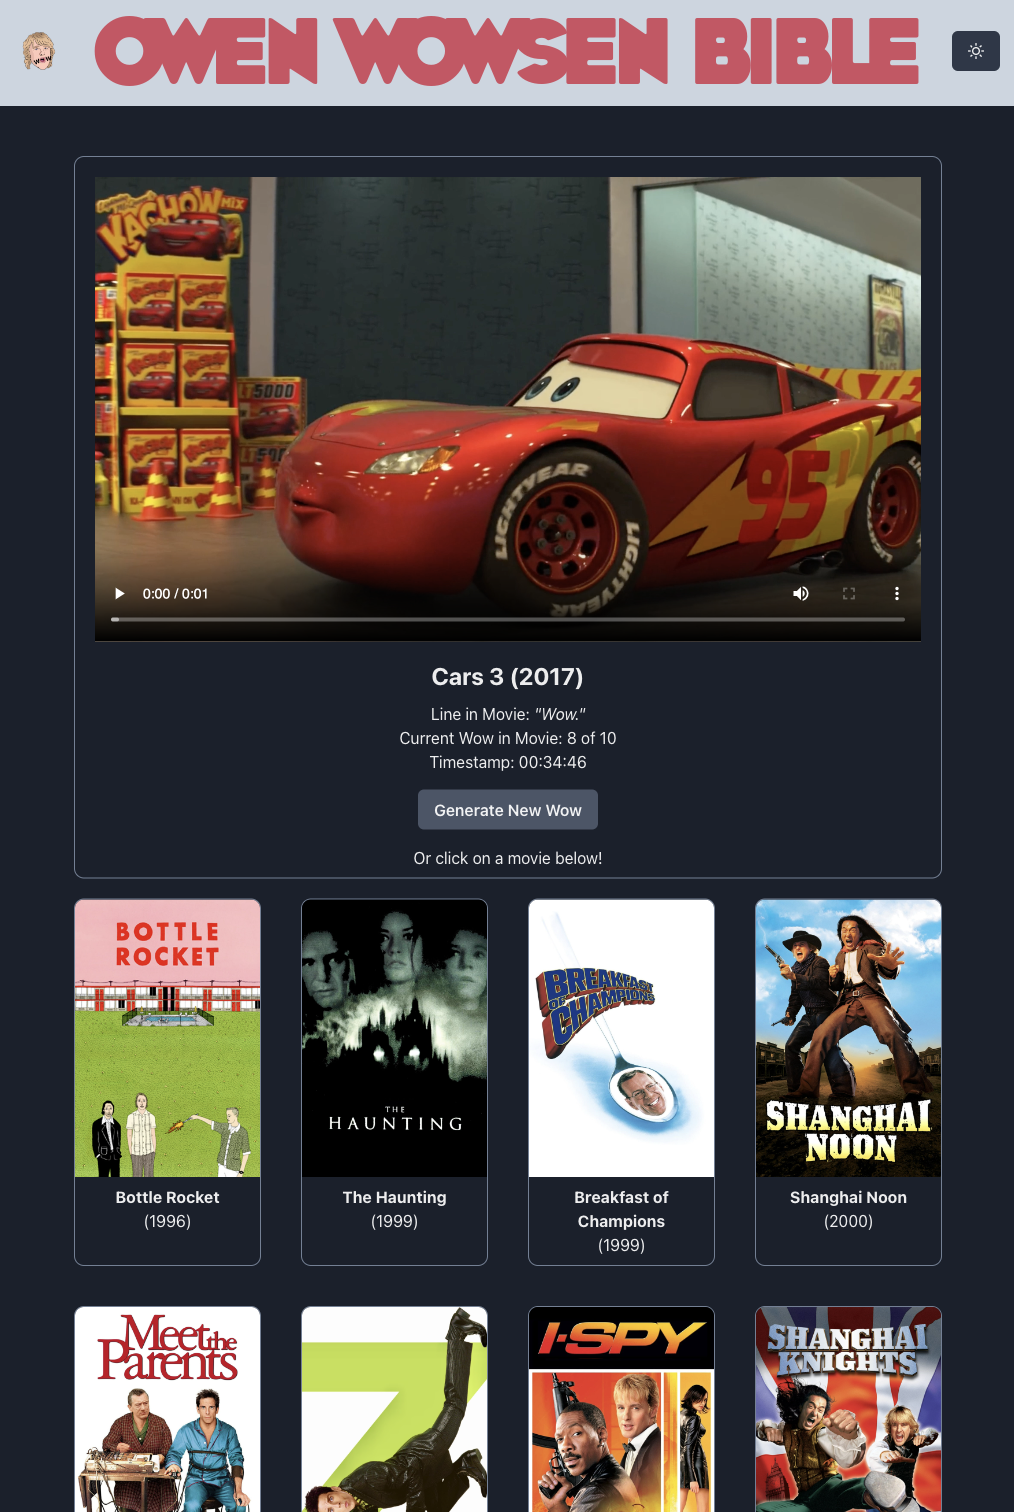 WOW
OWEN WOWSEN BIBLE
KACHOW MIX
5000
LIGHTYEAR
LIGHTYEAR
95
0:00 / 0:01
Cars 3 (2017)
Line in Movie: "Wow."
Current Wow in Movie: 8 of 10
Timestamp: 00:34:46
Generate New Wow
Or click on a movie below!
BOTTLE
ROCKET
THE
HAUNTING
BREAKFAST
OF
CHAMPIONS
SHANGHAI
NOON
Bottle Rocket
(1996)
The Haunting
(1999)
Breakfast of
Champions
(1999)
Shanghai Noon
(2000)
Meet the
Parents
I-SPY
SHANGHAI
KNIGHTS